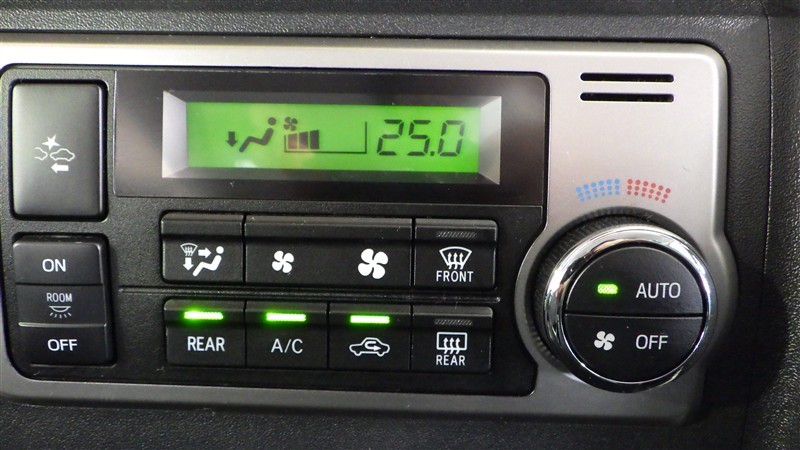 25.0
ON
ROOM
OFF
FRONT
REAR
A/C
REAR
AUTO
OFF